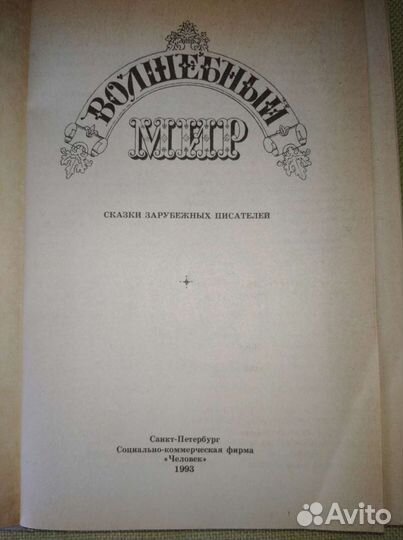 ВОЛШЕБНЫЙ
МИР
СКАЗКИ ЗАРУБЕЖНЫХ ПИСАТЕЛЕЙ
Санкт-Петербург
Социально-коммерческая фирма
«Человек»
1993
Avito